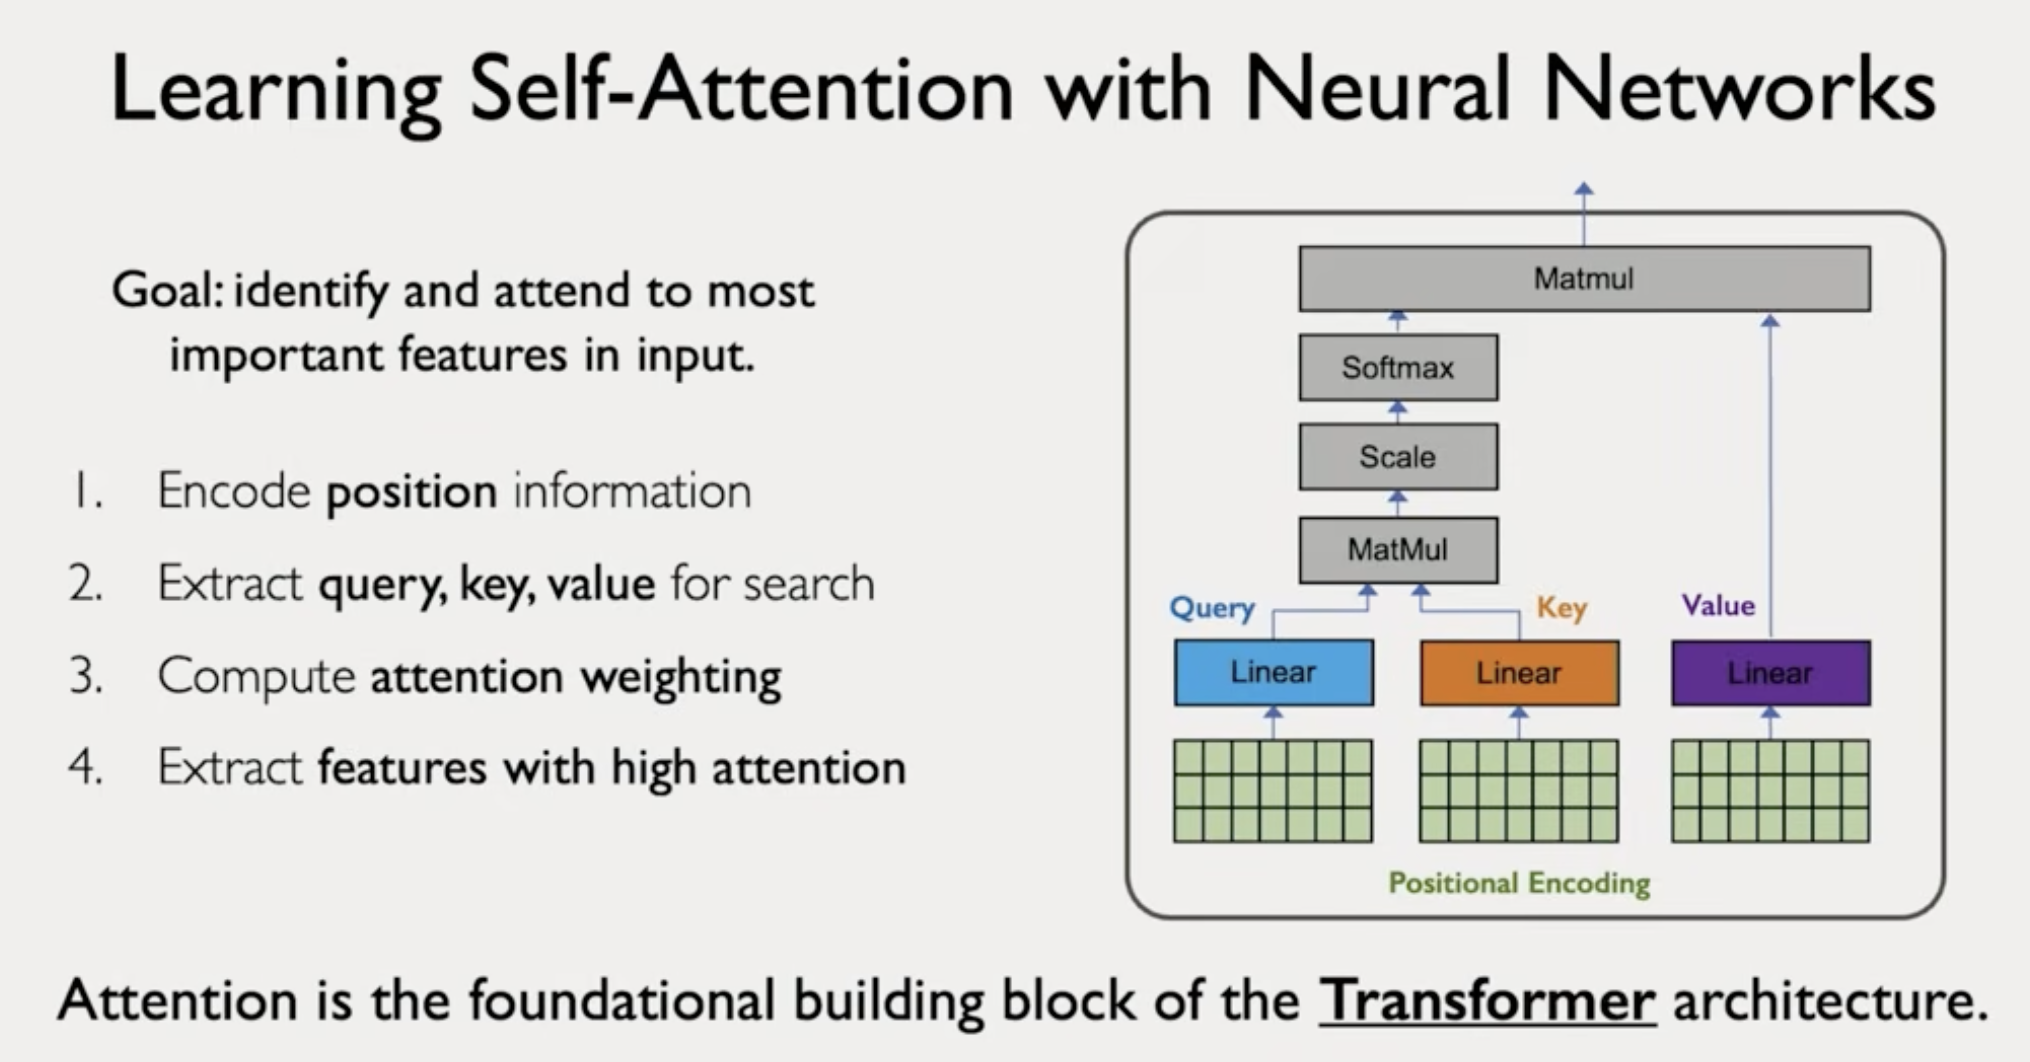 Learning Self-Attention with Neural Networks
Goal: identify and attend to most
important features in input.
1. Encode position information
2. Extract query, key, value for search
3. Compute attention weighting
4. Extract features with high attention
Matmul
Softmax
Scale
MatMul
Query
Key
Value
Linear
Linear
Linear
Positional Encoding
Attention is the foundational building block of the Transformer architecture.